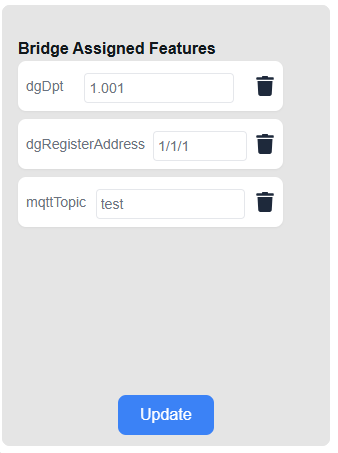 Bridge Assigned Features
dgDpt 1.001
dgRegisterAddress 1/1/1
mqttTopic test
Update